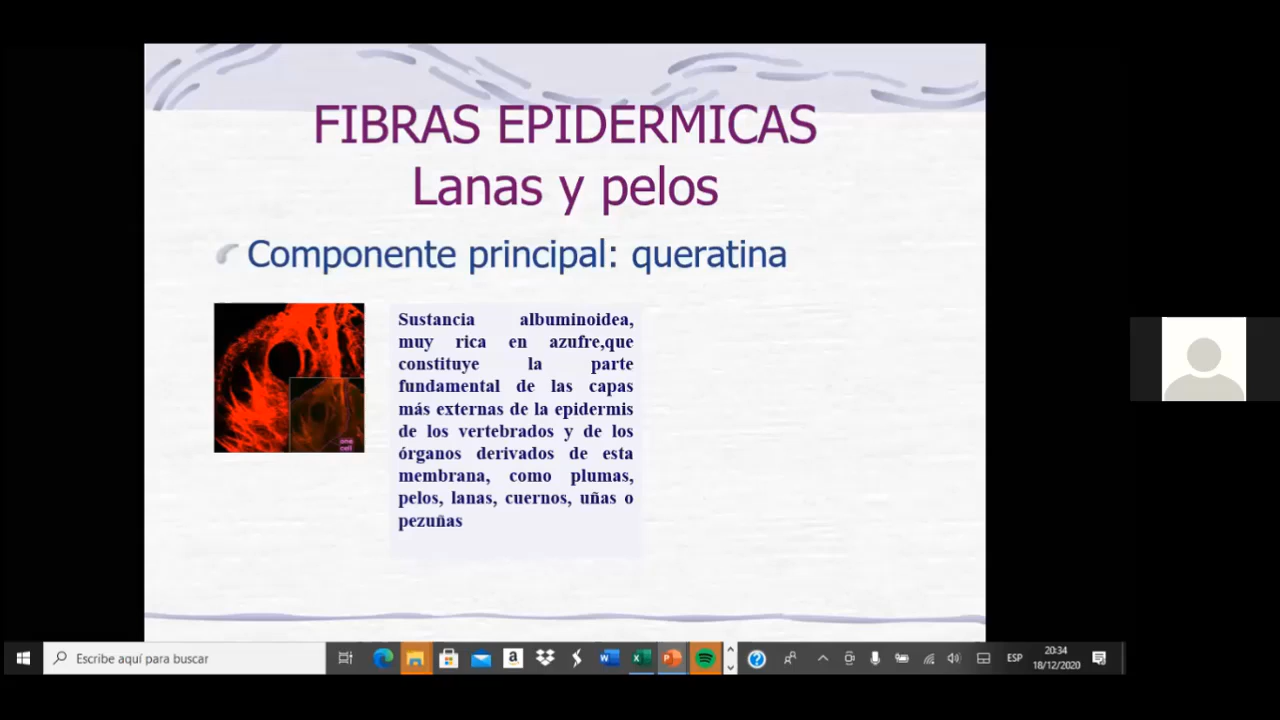 FIBRAS EPIDERMICAS
Lanas y pelos
Componente principal: queratina
Sustancia albuminoidea,
muy rica en azufre,que
constituye la parte
fundamental de las capas
más externas de la epidermis
de los vertebrados y de los
órganos derivados de esta
membrana, como plumas,
pelos, lanas, cuernos, uñas o
pezuñas
one
cell
Escribe aquí para buscar
ESP
20:34
18/12/2020